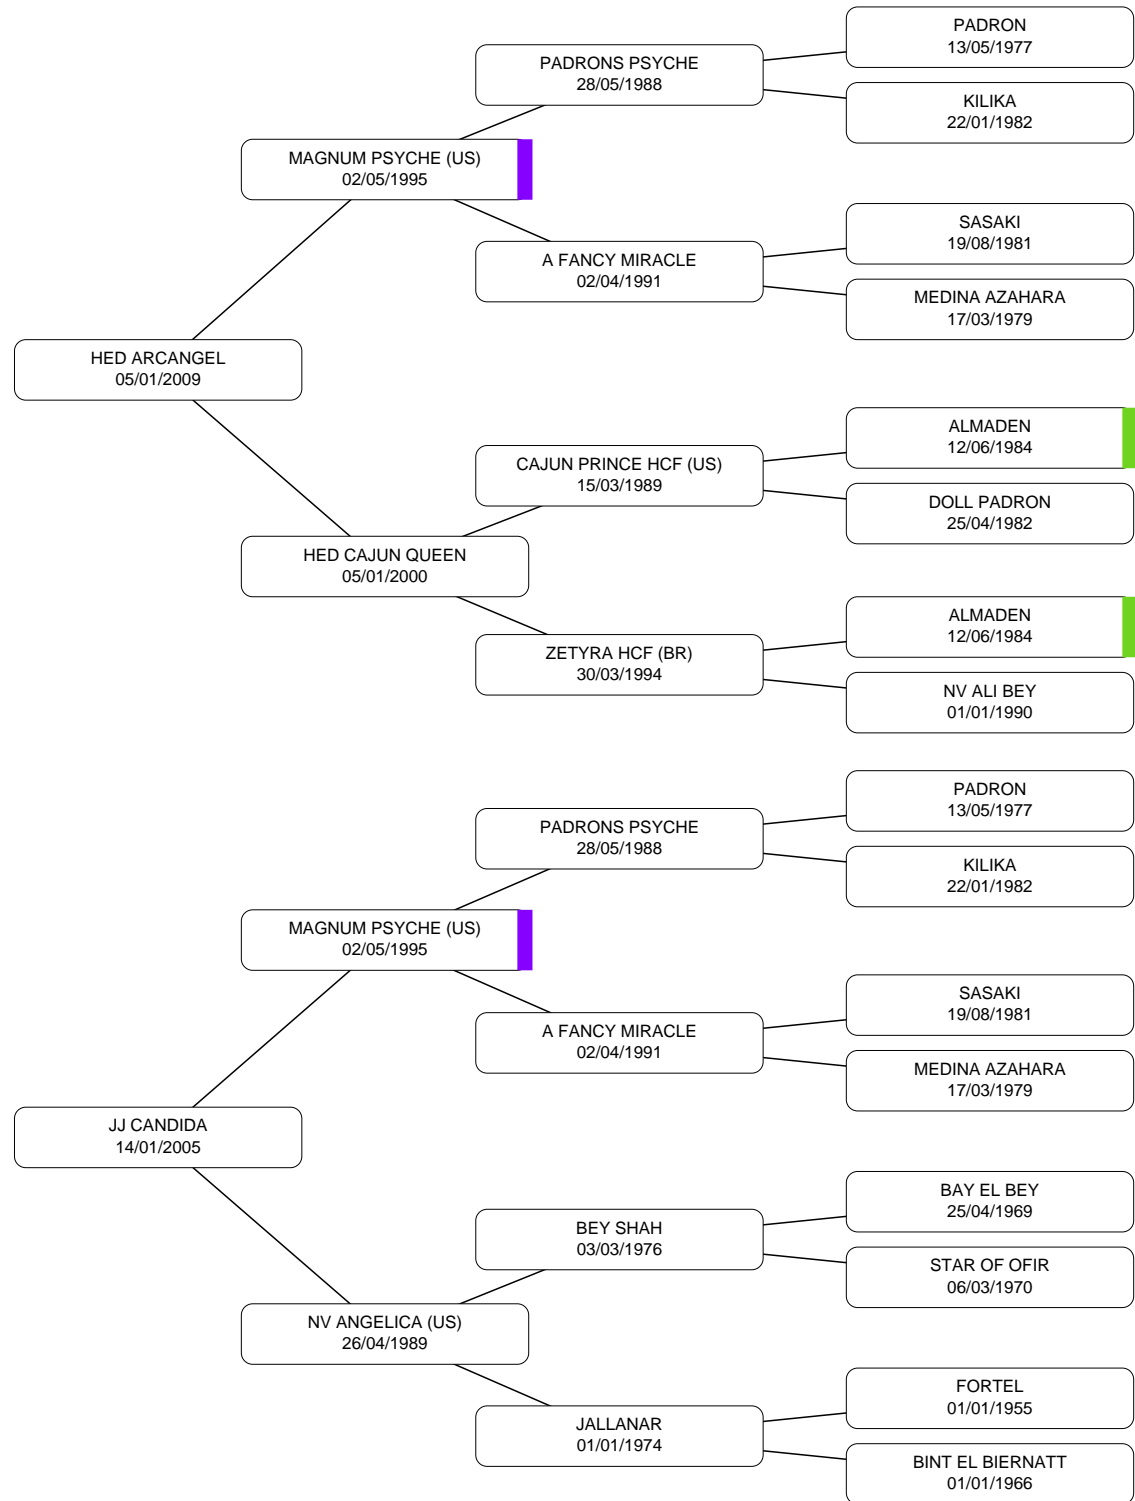 PADRON
13/05/1977
PADRONS PSYCHE
28/05/1988
KILIKA
22/01/1982
MAGNUM PSYCHE (US)
02/05/1995
SASAKI
19/08/1981
A FANCY MIRACLE
02/04/1991
MEDINA AZAHARA
17/03/1979
HED ARCANGEL
05/01/2009
ALMADEN
12/06/1984
CAJUN PRINCE HCF (US)
15/03/1989
DOLL PADRON
25/04/1982
HED CAJUN QUEEN
05/01/2000
ALMADEN
12/06/1984
ZETYRA HCF (BR)
30/03/1994
NV ALI BEY
01/01/1990
PADRON
13/05/1977
PADRONS PSYCHE
28/05/1988
KILIKA
22/01/1982
MAGNUM PSYCHE (US)
02/05/1995
SASAKI
19/08/1981
A FANCY MIRACLE
02/04/1991
MEDINA AZAHARA
17/03/1979
JJ CANDIDA
14/01/2005
BAY EL BEY
25/04/1969
BEY SHAH
03/03/1976
STAR OF OFIR
06/03/1970
NV ANGELICA (US)
26/04/1989
FORTEL
01/01/1955
JALLANAR
01/01/1974
BINT EL BIERNATT
01/01/1966